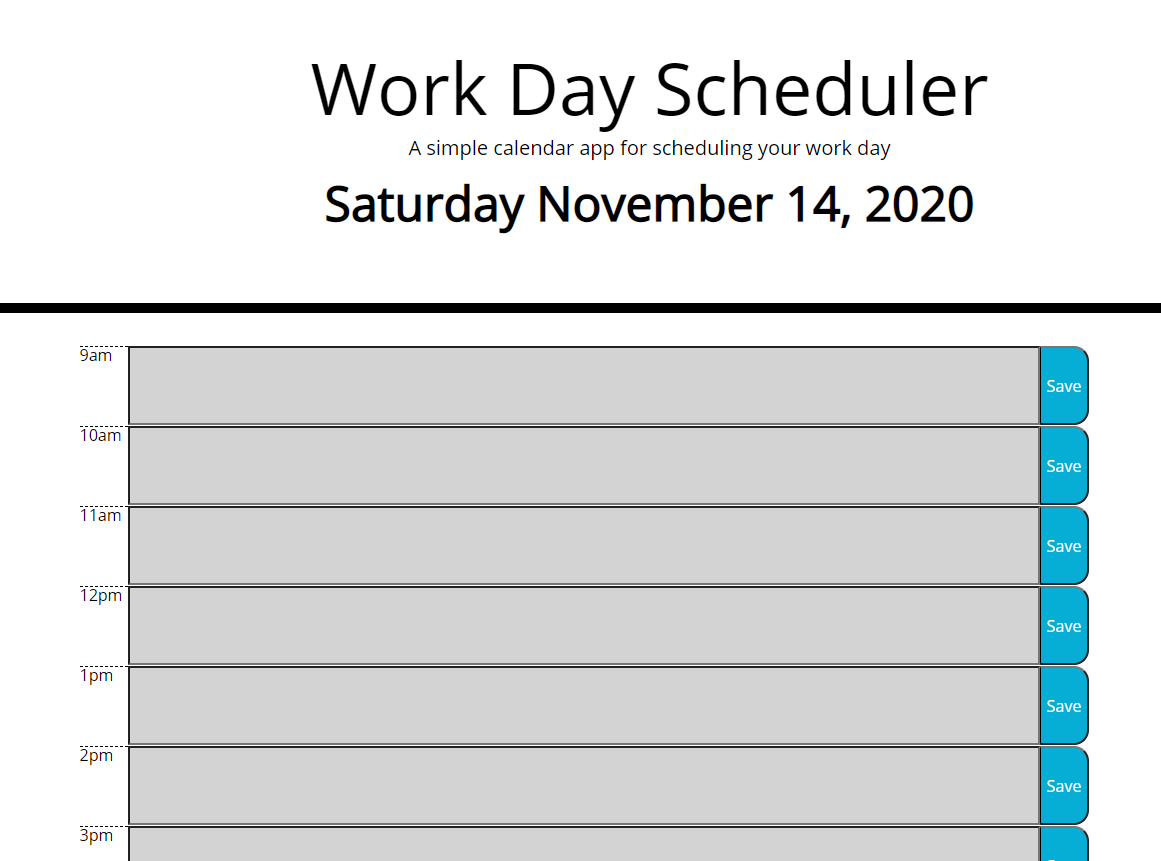 Work Day Scheduler
A simple calendar app for scheduling your work day
Saturday November 14, 2020
9am
Save
10am
Save
11am
Save
12pm
Save
1pm
Save
2pm
Save
3pm